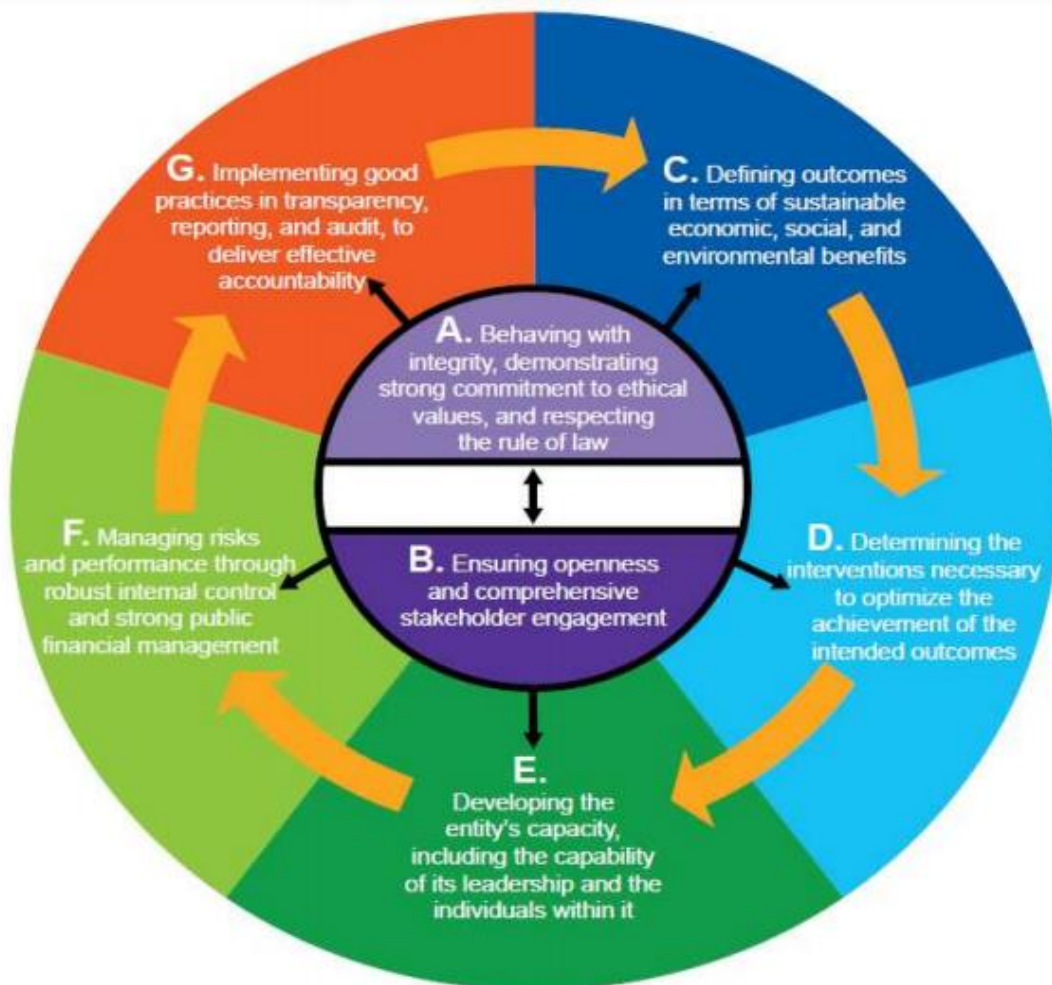 A. Behaving with
integrity, demonstrating
strong commitment to ethical
values, and respecting
the rule of law
B. Ensuring openness
and comprehensive
stakeholder engagement
C. Defining outcomes
in terms of sustainable
economic, social, and
environmental benefits
D. Determining the
interventions necessary
to optimize the
achievement of the
intended outcomes
E.
Developing the
entity's capacity,
including the capability
of its leadership and the
individuals within it
F. Managing risks
and performance through
robust internal control
and strong public
financial management
G. Implementing good
practices in transparency,
reporting, and audit, to
deliver effective
accountability